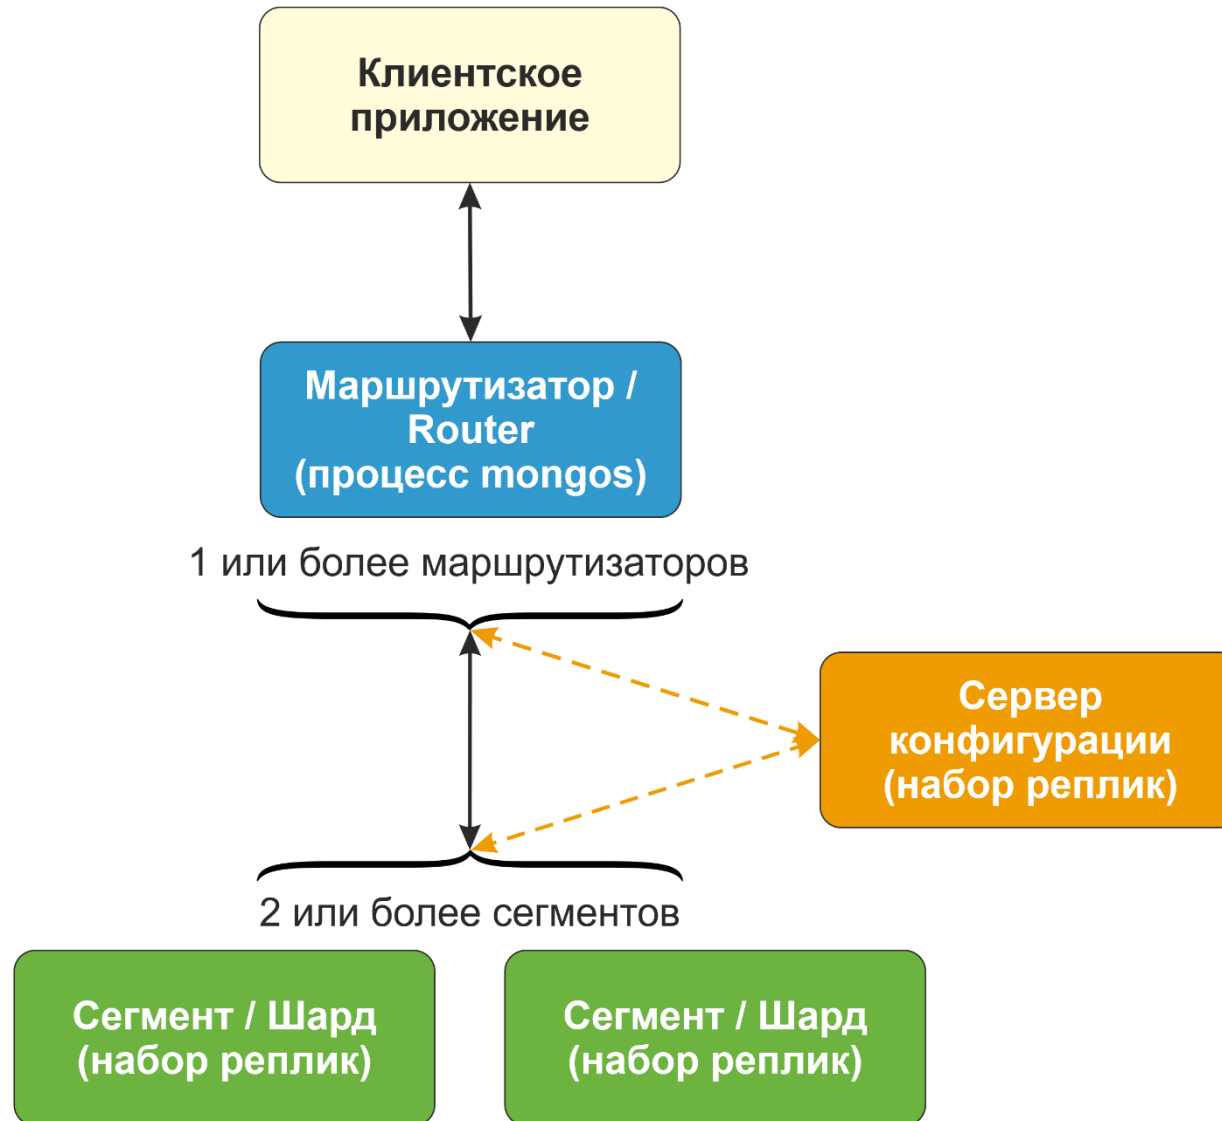 Клиентское
приложение
Маршрутизатор /
Router
(процесс mongos)
1 или более маршрутизаторов
Сервер
конфигурации
(набор реплик)
2 или более сегментов
Сегмент / Шард
(набор реплик)
Сегмент / Шард
(набор реплик)